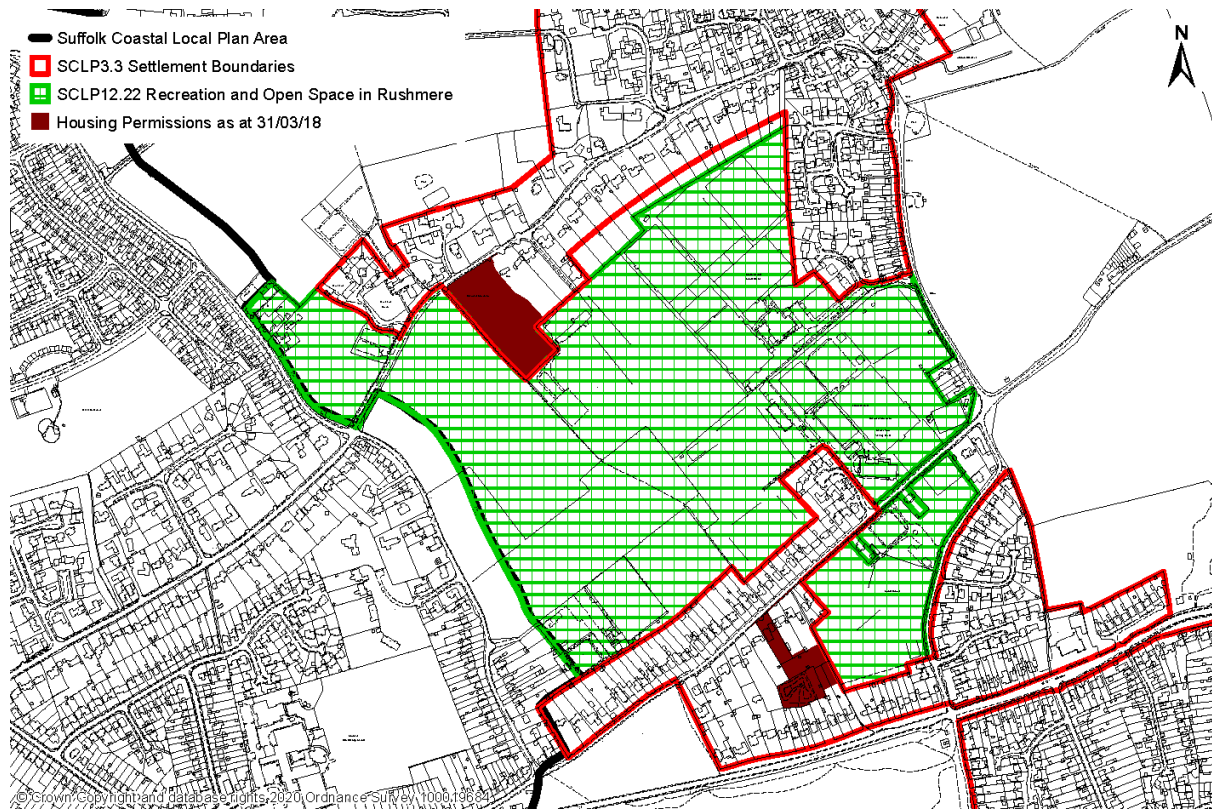 Suffolk Coastal Local Plan Area
SCLP3.3 Settlement Boundaries
SCLP12.22 Recreation and Open Space in Rushmere
Housing Permissions as at 31/03/18
N
© Crown Copyright and database rights, 2020 Ordnance Survey 100019684